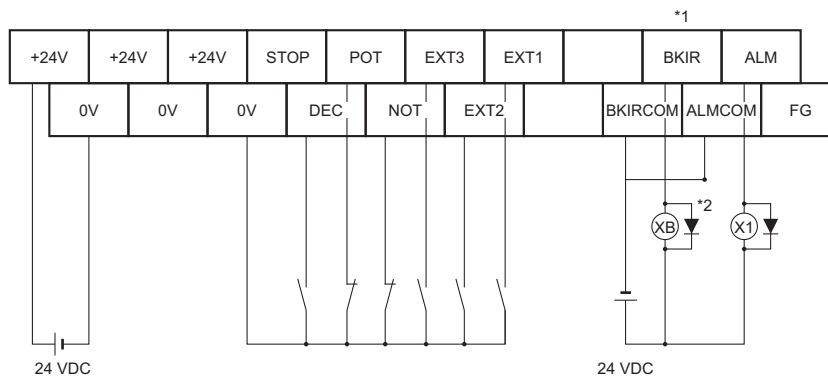 *1
+24V +24V +24V STOP POT EXT3 EXT1 BKIR ALM
0V 0V 0V DEC NOT EXT2 BKIRCOM ALMCOM FG
*2
XB X1
24 VDC 24 VDC